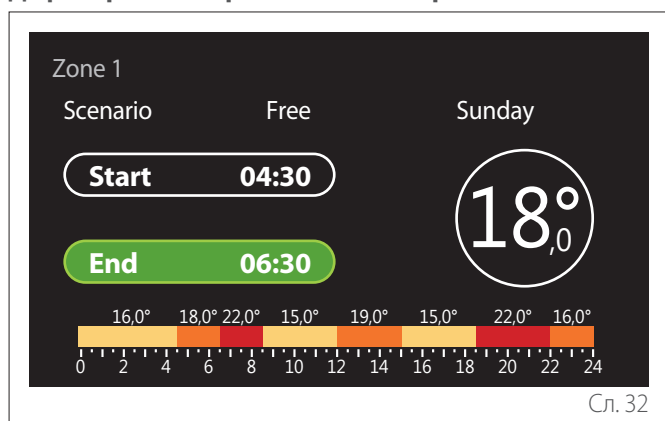 Zone 1
Scenario Free Sunday
Start 04:30
18°,0
End 06:30
16,0° 18,0° 22,0° 15,0° 19,0° 15,0° 22,0° 16,0°
0 2 4 6 8 10 12 14 16 18 20 22 24
Сл. 32